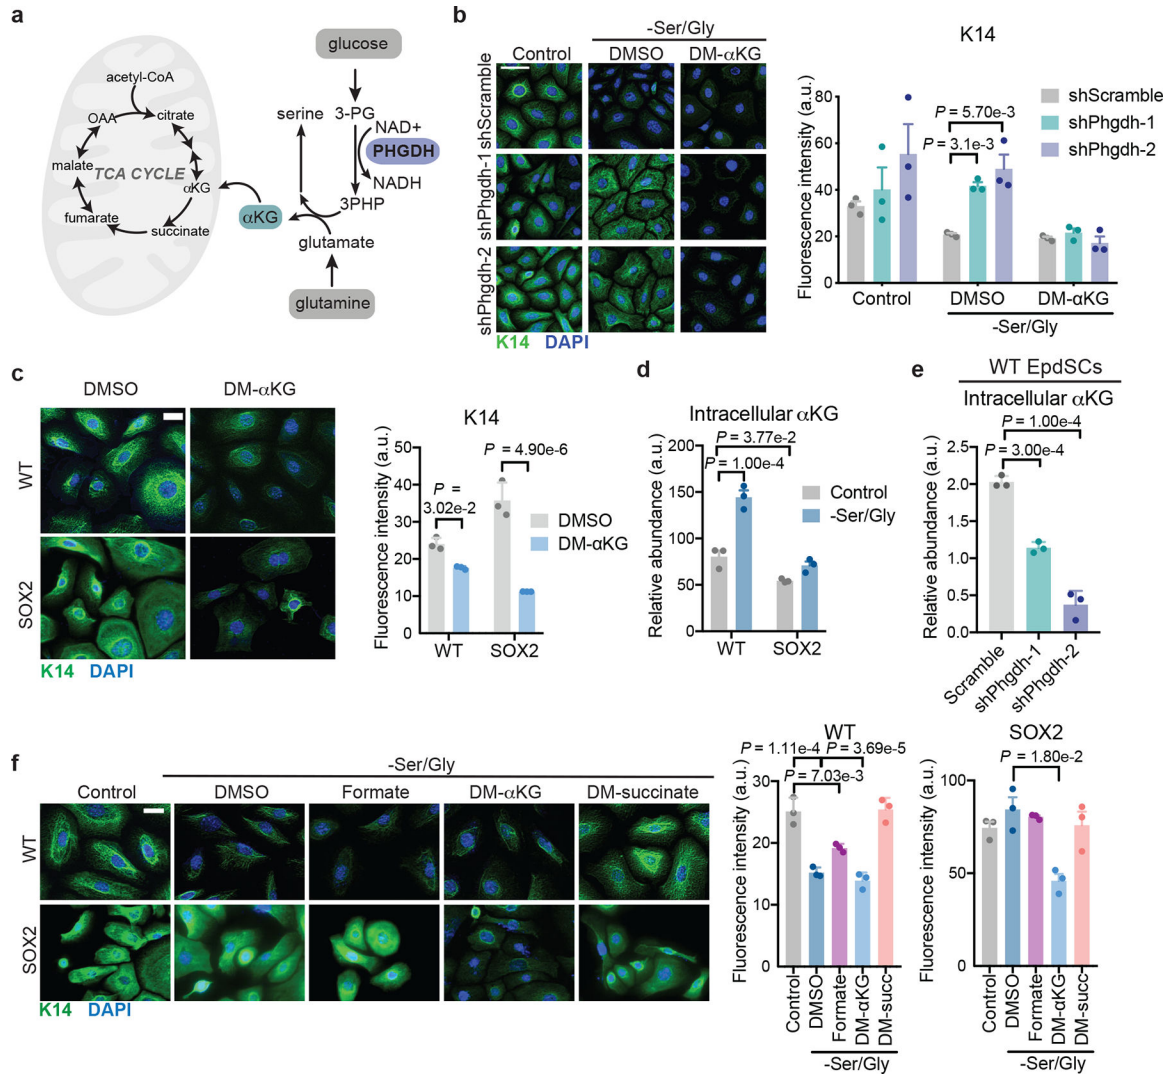 a
glucose
acetyl-CoA
OAA
citrate
serine
3-PG
NAD+
PHGDH
malate
TCA CYCLE
αKG
NADH
3PHP
fumarate
αKG
succinate
glutamate
glutamine
b
-Ser/Gly
Control
DMSO
DM-αKG
shScramble
shPhgdh-1
shPhgdh-2
K14 DAPI
K14
shScramble
shPhgdh-1
shPhgdh-2
P = 5.70e-3
P = 3.1e-3
Fluorescence intensity (a.u.)
80
60
40
20
0
Control
DMSO
DM-αKG
-Ser/Gly
c
DMSO
DM-αKG
WT
SOX2
K14 DAPI
K14
P = 4.90e-6
P =
3.02e-2
DMSO
DM-αKG
Fluorescence intensity (a.u.)
50
40
30
20
10
0
WT
SOX2
d
Intracellular αKG
P = 3.77e-2
P = 1.00e-4
Control
-Ser/Gly
Relative abundance (a.u.)
200
150
100
50
0
WT
SOX2
e
WT EpdSCs
Intracellular αKG
P = 1.00e-4
P = 3.00e-4
Relative abundance (a.u.)
2.5
2.0
1.5
1.0
0.5
0.0
Scramble
shPhgdh-1
shPhgdh-2
f
-Ser/Gly
Control
DMSO
Formate
DM-αKG
DM-succinate
WT
SOX2
K14 DAPI
WT
P = 1.11e-4
P = 3.69e-5
P = 7.03e-3
Fluorescence intensity (a.u.)
30
20
10
0
Control
DMSO
Formate
DM-αKG
DM-succ
-Ser/Gly
SOX2
P = 1.80e-2
Fluorescence intensity (a.u.)
100
50
0
Control
DMSO
Formate
DM-αKG
DM-succ
-Ser/Gly